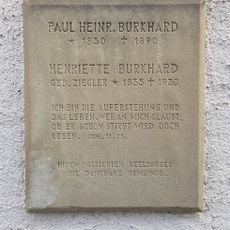 PAUL HEINR. BURKHARD
* 1830 † 1890
HENRIETTE BURKHARD
GEB. ZIEGLER * 1833 † 1930
ICH BIN DIE AUFERSTEHUNG UND
DAS LEBEN. WER AN MICH GLAUBT,
OB ER SCHON STIRBT WIRD DOCH
LEBEN. JOH. 11. 25.
IHREM GELIEBTEN SEELSORGER
DIE DANKBARE GEMEINDE.